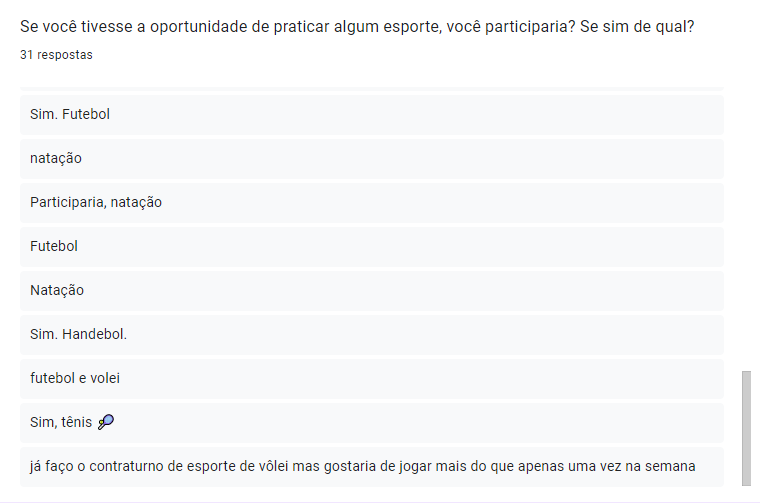 Se você tivesse a oportunidade de praticar algum esporte, você participaria? Se sim de qual?
31 respostas
Sim. Futebol
natação
Participaria, natação
Futebol
Natação
Sim. Handebol.
futebol e volei
Sim, tênis 🎾
já faço o contraturno de esporte de vôlei mas gostaria de jogar mais do que apenas uma vez na semana